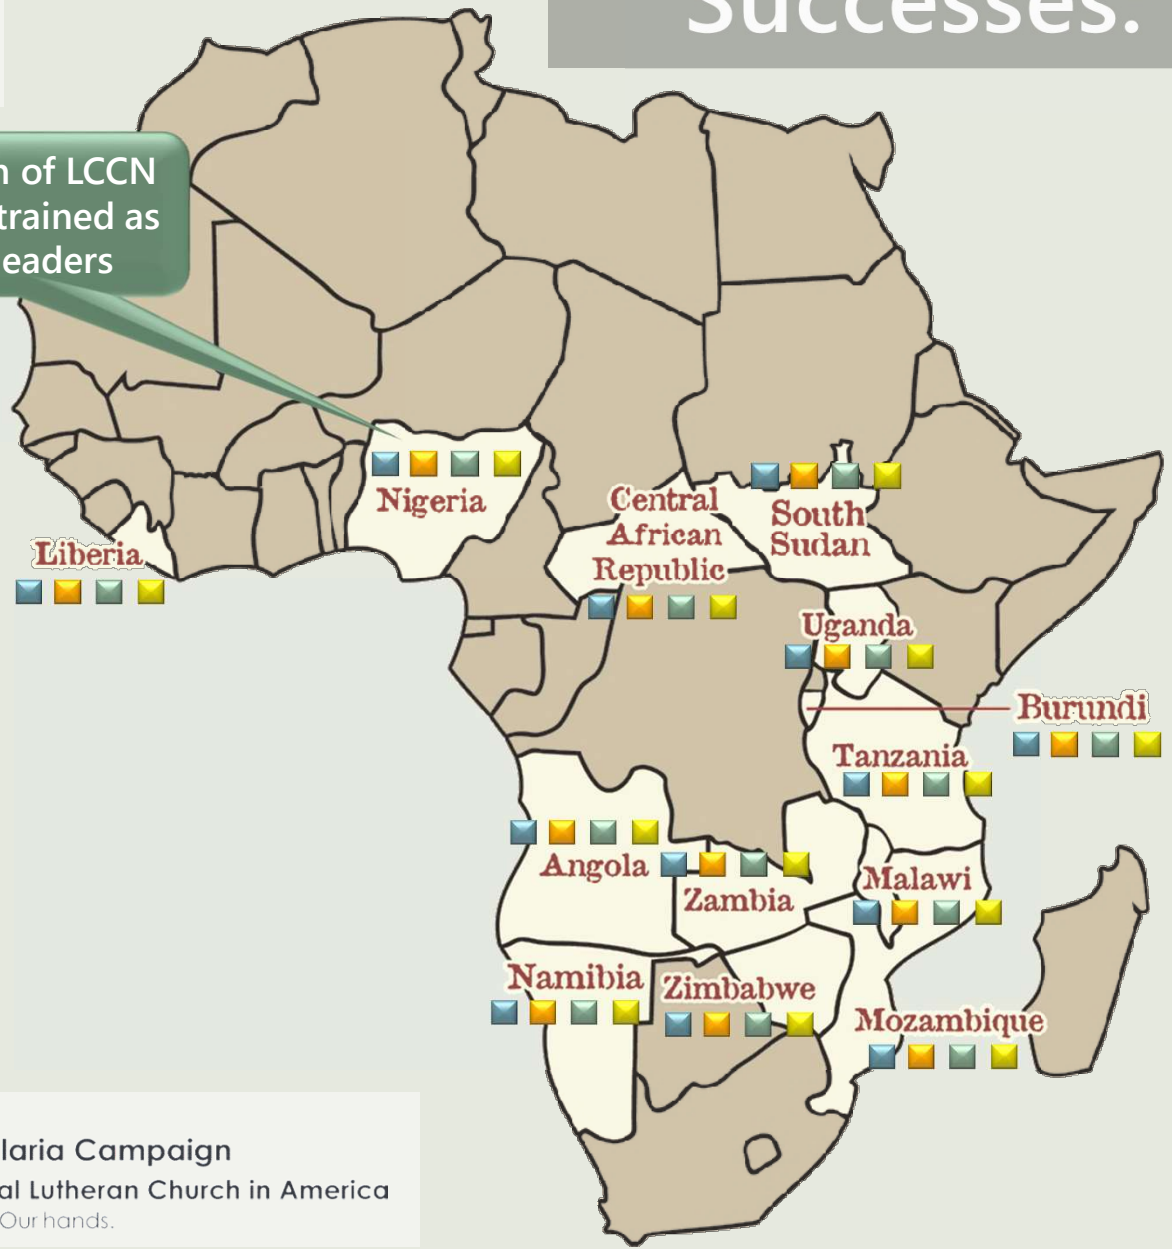 Successes.
of LCCN
trained as
eaders
Nigeria
Central
African
Republic
South
Sudan
Liberia
Uganda
Burundi
Tanzania
Angola
Zambia
Malawi
Namibia
Zimbabwe
Mozambique
laria Campaign
al Lutheran Church in America
Our hands.